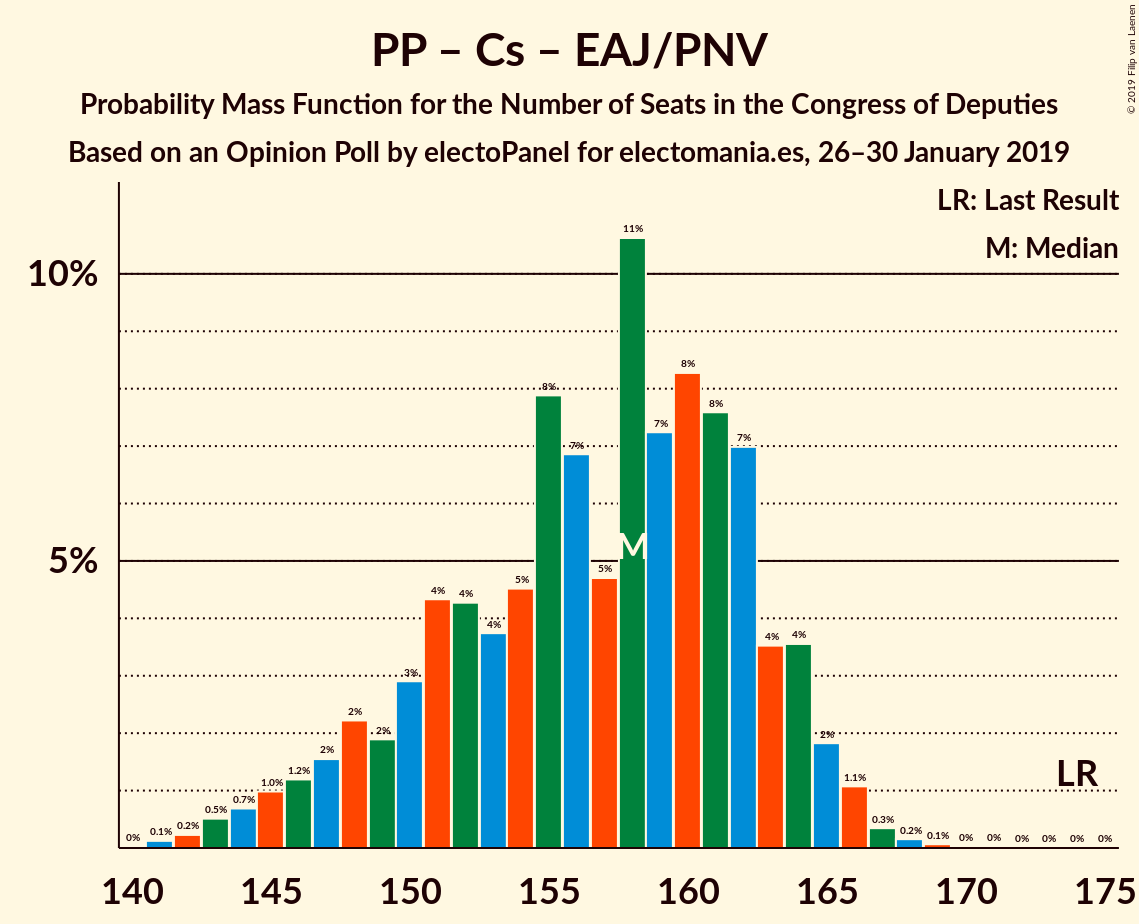 PP – Cs – EAJ/PNV
Probability Mass Function for the Number of Seats in the Congress of Deputies
Based on an Opinion Poll by electoPanel for electomania.es, 26–30 January 2019
© 2019 Filip van Laenen
LR: Last Result
M: Median
10%
5%
0% 0.1% 0.2% 0.5% 0.7% 1.0% 1.2% 2% 2% 2% 3% 4% 4% 4% 5% 8% 7% 5% 11% 7% 8% 8% 7% 4% 4% 2% 1.1% 0.3% 0.2% 0.1% 0% 0% 0% 0% 0% 0%
M
LR
140 145 150 155 160 165 170 175